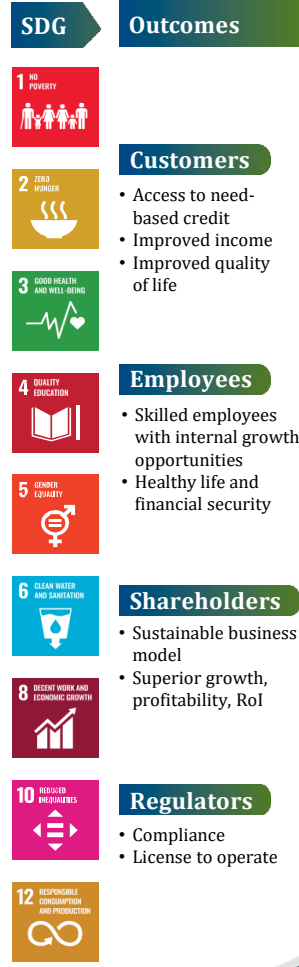 SDG
Outcomes
1 NO
POVERTY
2 ZERO
HUNGER
3 GOOD HEALTH
AND WELL-BEING
4 QUALITY
EDUCATION
5 GENDER
EQUALITY
6 CLEAN WATER
AND SANITATION
8 DECENT WORK AND
ECONOMIC GROWTH
10 REDUCED
INEQUALITIES
12 RESPONSIBLE
CONSUMPTION
AND PRODUCTION
Customers
• Access to need-
based credit
• Improved income
• Improved quality
of life
Employees
• Skilled employees
with internal growth
opportunities
• Healthy life and
financial security
Shareholders
• Sustainable business
model
• Superior growth,
profitability, RoI
Regulators
• Compliance
• License to operate